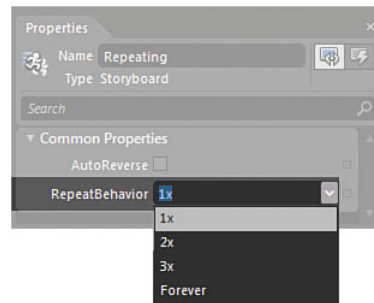 Properties
Name Repeating
Type Storyboard
Search
Common Properties
AutoReverse
RepeatBehavior 1x
1x
2x
3x
Forever